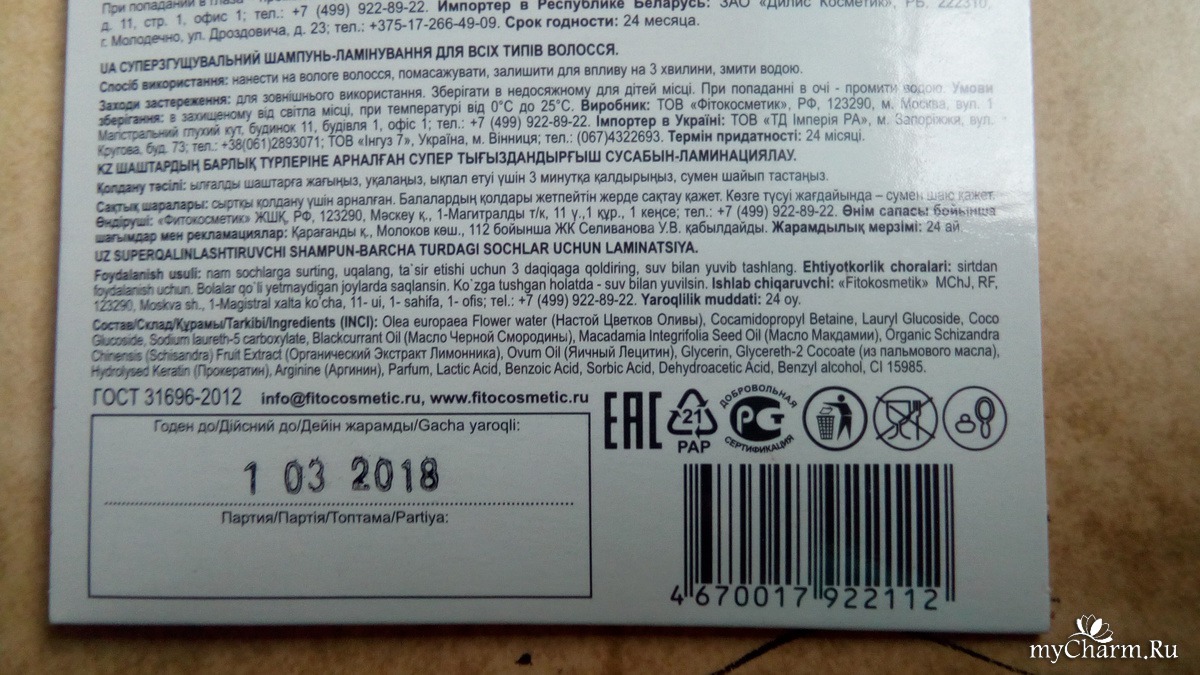 При попадании в глаза
д. 11, стр. 1, офис 1; тел.: +7 (499) 922-89-22. Импортер в Республике Беларусь: ЗАО «Дилис Косметик», РБ, 222310,
г. Молодечно, ул. Дроздовича, д. 23; тел.: +375-17-266-49-09. Срок годности: 24 месяца.
UA СУПЕРЗГУЩУВАЛЬНИЙ ШАМПУНЬ-ЛАМІНУВАННЯ ДЛЯ ВСІХ ТИПІВ ВОЛОССЯ.
Спосіб використання: нанести на вологе волосся, помасажувати, залишити для впливу на 3 хвилини, змити водою.
Заходи застереження: для зовнішнього використання. Зберігати в недосяжному для дітей місці. При попаданні в очі - промити водою. Умови
зберігання: в захищеному від світла місці, при температурі від 0°C до 25°C. Виробник: ТОВ «Фітокосметик», РФ, 123290, м. Москва, вул. 1
Магістральний глухий кут, будинок 11, будівля 1, офіс 1; тел.: +7 (499) 922-89-22. Імпортер в Україні: ТОВ «ТД Імперія РА», м. Запоріжжя, вул.
Кругова, буд. 73; тел.: +38(061)2893071; ТОВ «Інгуз 7», Україна, м. Вінниця; тел.: (067)4322693. Термін придатності: 24 місяці.
KZ ШАШТАРДЫҢ БАРЛЫҚ ТҮРЛЕРІНЕ АРНАЛҒАН СУПЕР ТЫҒЫЗДАНДЫРҒЫШ СУСАБЫН-ЛАМИНАЦИЯЛАУ.
Қолдану тәсілі: ылғалды шаштарға жағыңыз, уқалаңыз, ықпал етуі үшін 3 минутқа қалдырыңыз, сумен шайып тастаңыз.
Сақтық шаралары: сыртқы қолдану үшін арналған. Балалардың қолдары жетпейтін жерде сақтау қажет. Көзге түсуі жағдайында – сумен шаю қажет.
Өндіруші: «Фитокосметик» ЖШҚ, РФ, 123290, Мәскеу қ., 1-Магитралды т/к, 11 ү.,1 құр., 1 кеңсе; тел.: +7 (499) 922-89-22. Өнім сапасы бойынша
шағымдар мен рекламациялар: Қарағанды қ., Молоков көш., 112 бойынша ЖК Селиванова У.В. қабылдайды. Жарамдылық мерзімі: 24 ай
UZ SUPERQALINLASHTIRUVCHI SHAMPUN-BARCHA TURDAGI SOCHLAR UCHUN LAMINATSIYA.
Foydalanish usuli: nam sochlarga surting, uqalang, ta`sir etishi uchun 3 daqiqaga qoldiring, suv bilan yuvib tashlang. Ehtiyotkorlik choralari: sirtdan
foydalanish uchun. Bolalar qo`li yetmaydigan joylarda saqlansin. Ko`zga tushgan holatda - suv bilan yuvilsin. Ishlab chiqaruvchi: «Fitokosmetik» MChJ, RF,
123290, Moskva sh., 1-Magistral xalta ko`cha, 11- ui, 1- sahifa, 1- ofis; tel.: +7 (499) 922-89-22. Yaroqlilik muddati: 24 oy.
Состав/Склад/Құрамы/Tarkibi/Ingredients (INCI): Olea europaea Flower water (Настой Цветков Оливы), Cocamidopropyl Betaine, Lauryl Glucoside, Coco
Glucoside, Sodium laureth-5 carboxylate, Blackcurrant Oil (Масло Черной Смородины), Macadamia Integrifolia Seed Oil (Масло Макдамии), Organic Schizandra
Chinensis (Schisandra) Fruit Extract (Органический Экстракт Лимонника), Ovum Oil (Яичный Лецитин), Glycerin, Glycereth-2 Cocoate (из пальмового масла),
Hydrolysed Keratin (Прокератин), Arginine (Аргинин), Parfum, Lactic Acid, Benzoic Acid, Sorbic Acid, Dehydroacetic Acid, Benzyl alcohol, CI 15985.
ГОСТ 31696-2012 info@fitocosmetic.ru, www.fitocosmetic.ru
EAC
21
PAP
ДОБРОВОЛЬНАЯ
РСТ
СЕРТИФИКАЦИЯ
Годен до/Дійсний до/Дейін жарамды/Gacha yaroqli:
1 03 2018
Партия/Партія/Топтама/Partiya:
4 670017 922112
myCharm.Ru